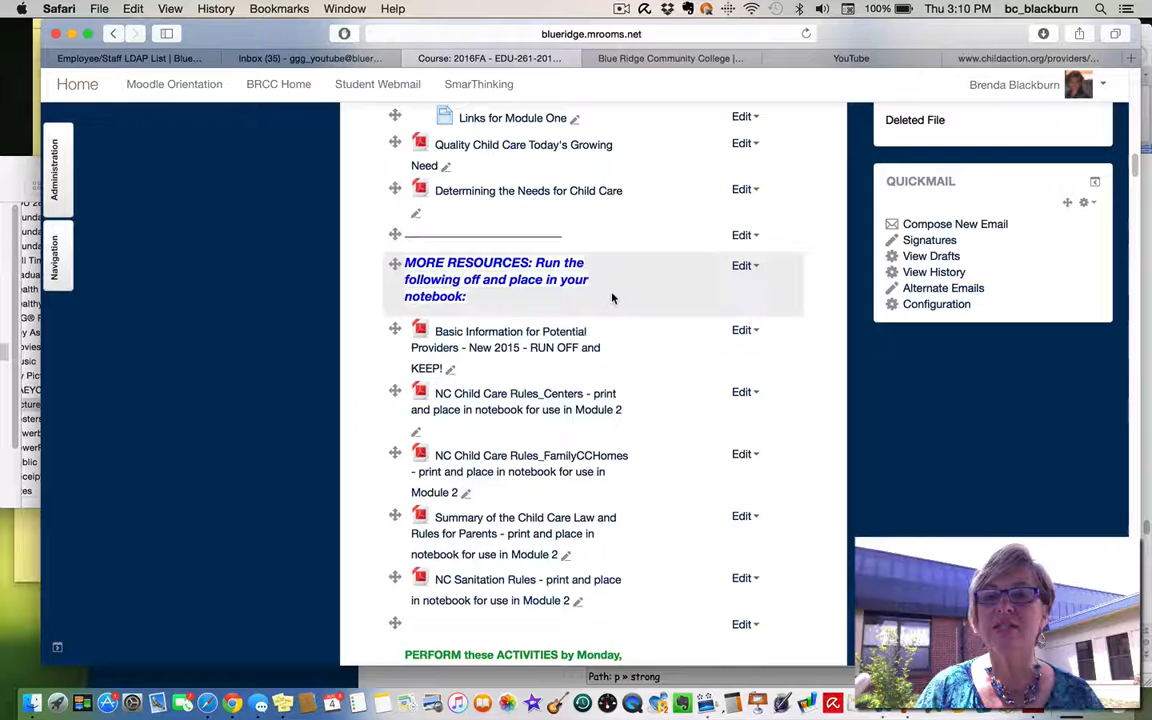 Safari File Edit View History Bookmarks Window Help 100% Thu 3:10 PM bc_blackburn
blueridge.mrooms.net
Employee/Staff LDAP List | Blue... Inbox (35) - ggg_youtube@bluer... Course: 2016FA - EDU-261-201... Blue Ridge Community College |... YouTube www.childaction.org/providers/...
Home Moodle Orientation BRCC Home Student Webmail SmarThinking Brenda Blackburn
Administration
Navigation
Links for Module One Edit
Quality Child Care Today's Growing Edit
Need
Determining the Needs for Child Care Edit
Edit
MORE RESOURCES: Run the Edit
following off and place in your
notebook:
Basic Information for Potential Edit
Providers - New 2015 - RUN OFF and
KEEP!
NC Child Care Rules_Centers - print Edit
and place in notebook for use in Module 2
NC Child Care Rules_FamilyCCHomes Edit
- print and place in notebook for use in
Module 2
Summary of the Child Care Law and Edit
Rules for Parents - print and place in
notebook for use in Module 2
NC Sanitation Rules - print and place Edit
in notebook for use in Module 2
Edit
PERFORM these ACTIVITIES by Monday,
Deleted File
QUICKMAIL
Compose New Email
Signatures
View Drafts
View History
Alternate Emails
Configuration
Path: p » strong